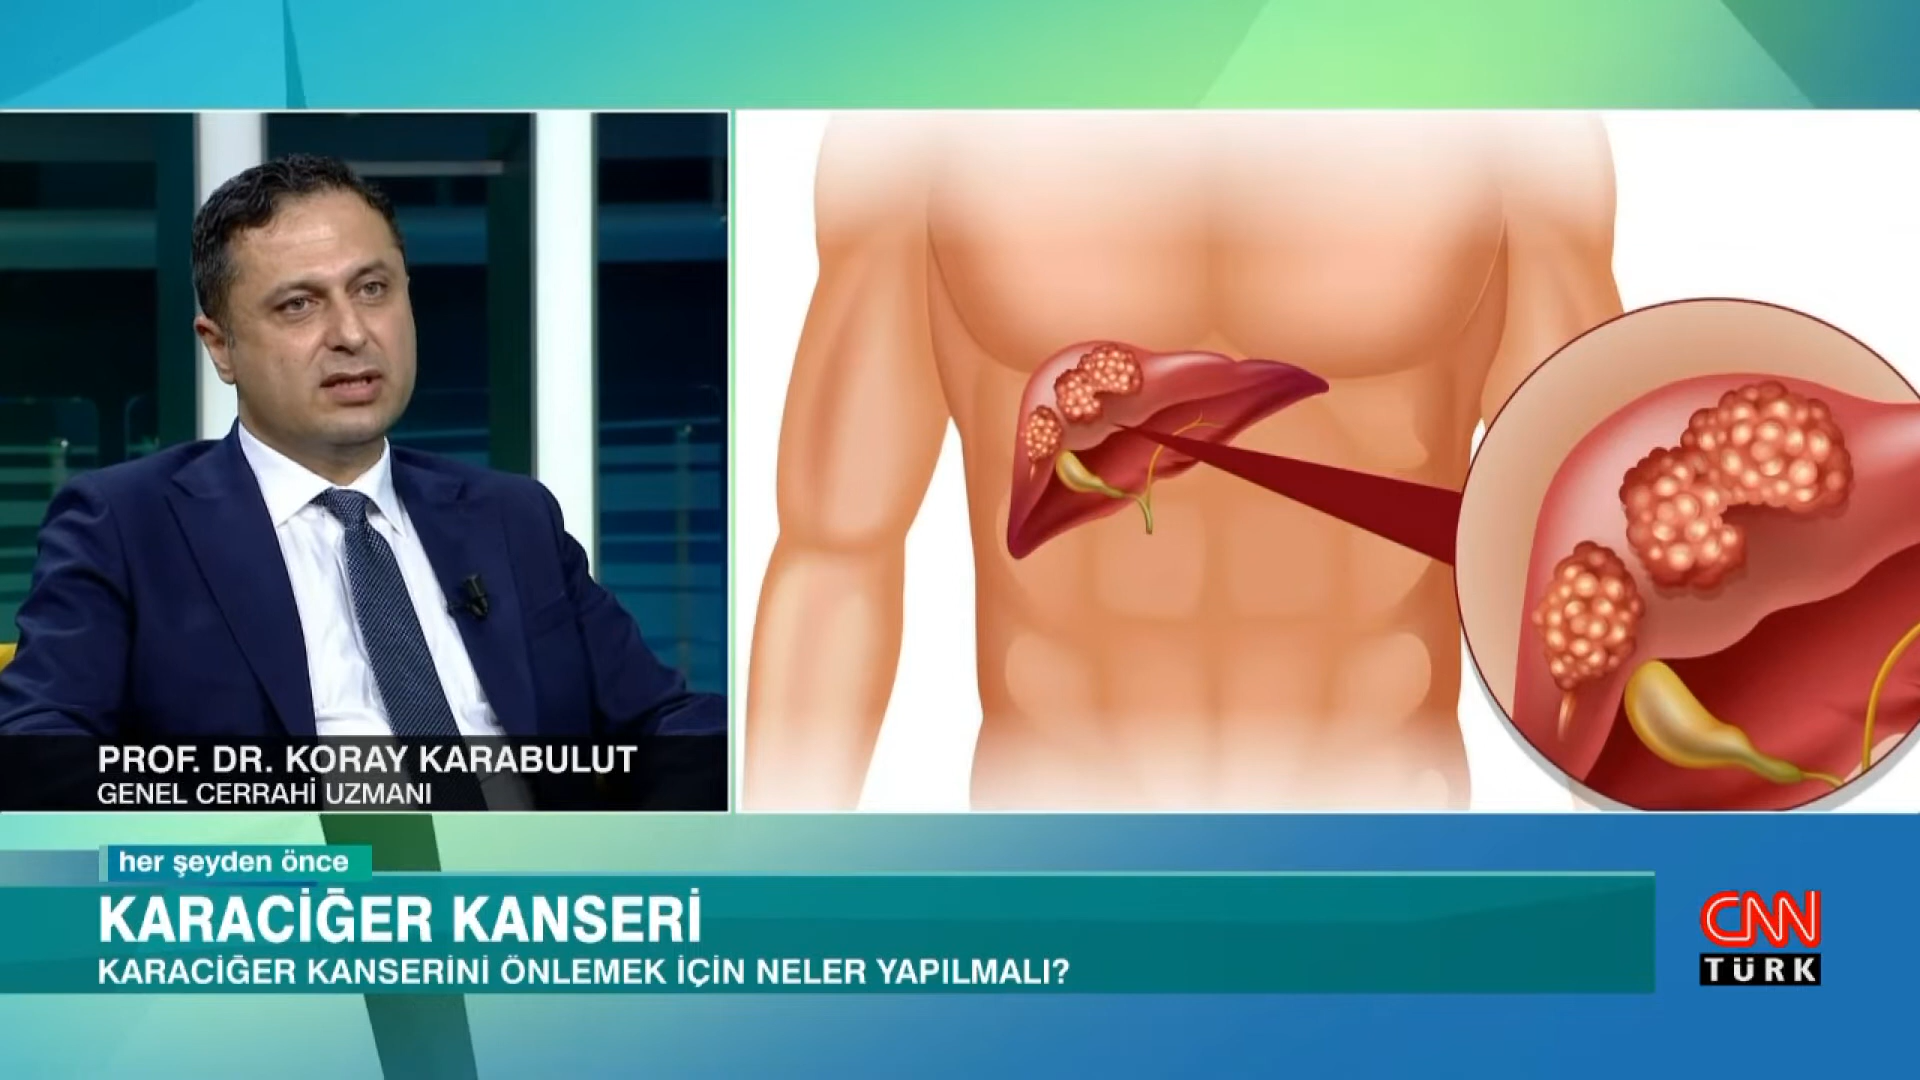 PROF. DR. KORAY KARABULUT
GENEL CERRAHİ UZMANI
her şeyden önce
KARACİĞER KANSERİ
KARACİĞER KANSERİNİ ÖNLEMEK İÇİN NELER YAPILMALI?
CNN
TÜRK